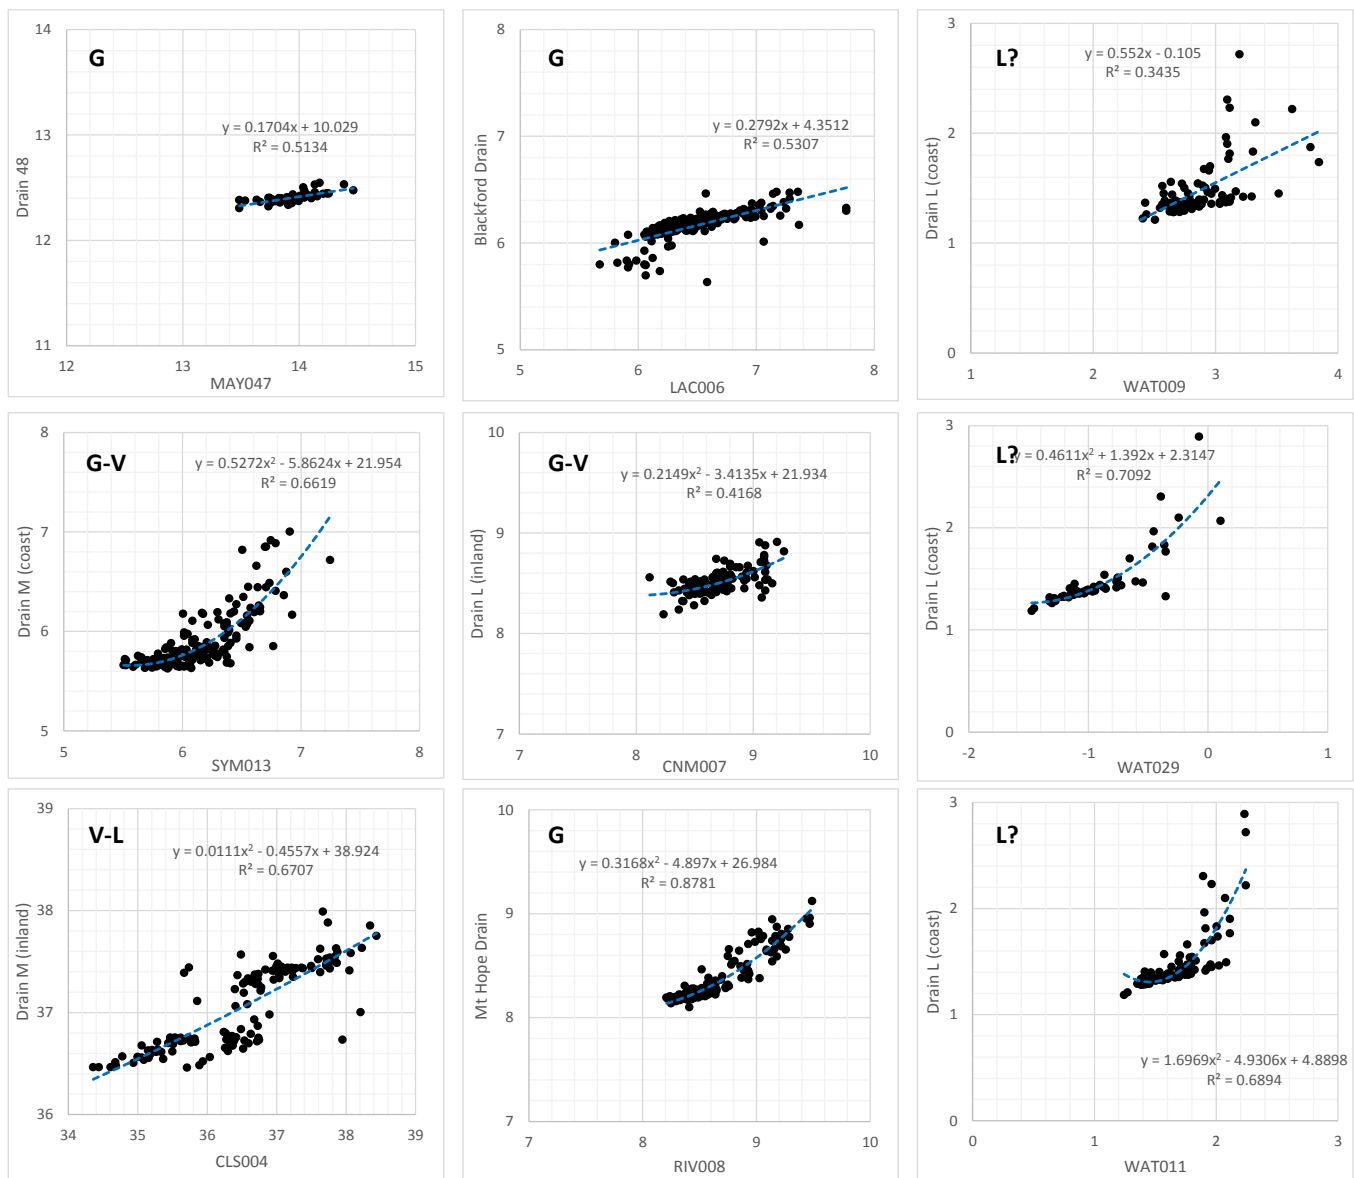 G
y = 0.1704x + 10.029
R² = 0.5134
14
13
12
11
Drain 48
12
13
14
15
MAY047
G
y = 0.2792x + 4.3512
R² = 0.5307
8
7
6
5
Blackford Drain
5
6
7
8
LAC006
L?
y = 0.552x - 0.105
R² = 0.3435
3
2
1
0
Drain L (coast)
1
2
3
4
WAT009
G-V
y = 0.5272x² - 5.8624x + 21.954
R² = 0.6619
8
7
6
5
Drain M (coast)
5
6
7
8
SYM013
G-V
y = 0.2149x² - 3.4135x + 21.934
R² = 0.4168
10
9
8
7
Drain L (inland)
7
8
9
10
CNM007
L?
y = 0.4611x² + 1.392x + 2.3147
R² = 0.7092
3
2
1
0
Drain L (coast)
-2
-1
0
1
WAT029
V-L
y = 0.0111x² - 0.4557x + 38.924
R² = 0.6707
39
38
37
36
Drain M (inland)
34
35
36
37
38
39
CLS004
G
y = 0.3168x² - 4.897x + 26.984
R² = 0.8781
10
9
8
7
Mt Hope Drain
7
8
9
10
RIV008
L?
y = 1.6969x² - 4.9306x + 4.8898
R² = 0.6894
3
2
1
0
Drain L (coast)
0
1
2
3
WAT011